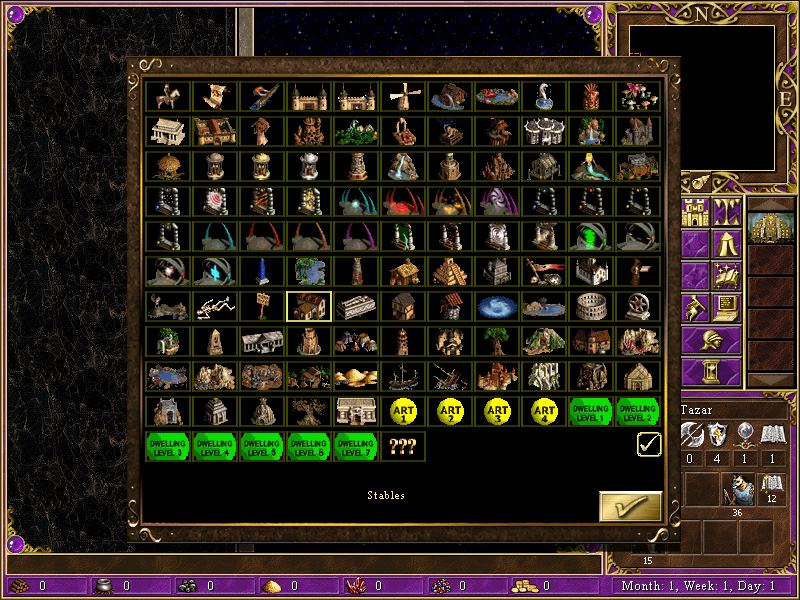 N
E
ART 1
ART 2
ART 3
ART 4
DWELLING LEVEL 1
DWELLING LEVEL 2
DWELLING LEVEL 3
DWELLING LEVEL 4
DWELLING LEVEL 5
DWELLING LEVEL 6
DWELLING LEVEL 7
???
Stables
Tazar
0 4 1 1
12
36
15
0 0 0 0 0 0 0
Month: 1, Week: 1, Day: 1